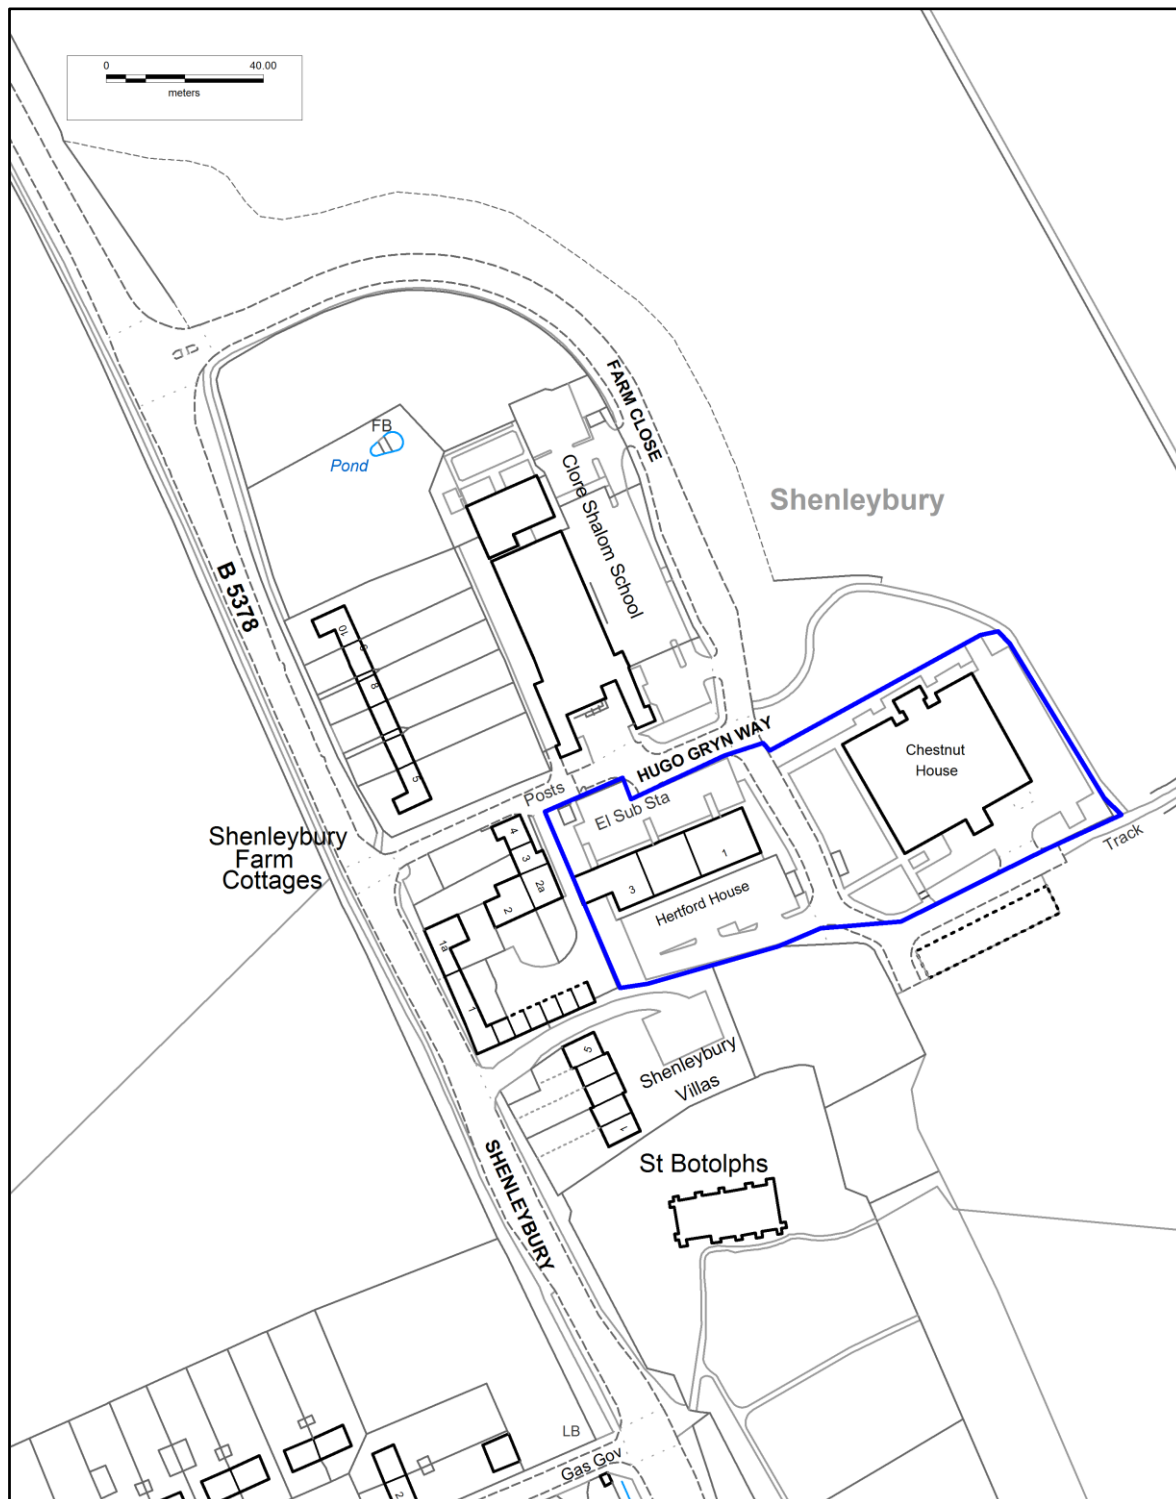 0 40.00
meters
FARM CLOSE
FB
Pond
Clore Shalom School
Shenleybury
B 5378
10
9
8
5
HUGO GRYN WAY
Chestnut
House
Posts
El Sub Sta
Track
Shenleybury
Farm
Cottages
4
3
2a
2
1a
1
1
3
Hertford House
5
1
Shenleybury
Villas
St Botolphs
SHENLEYBURY
LB
Gas Gov
2